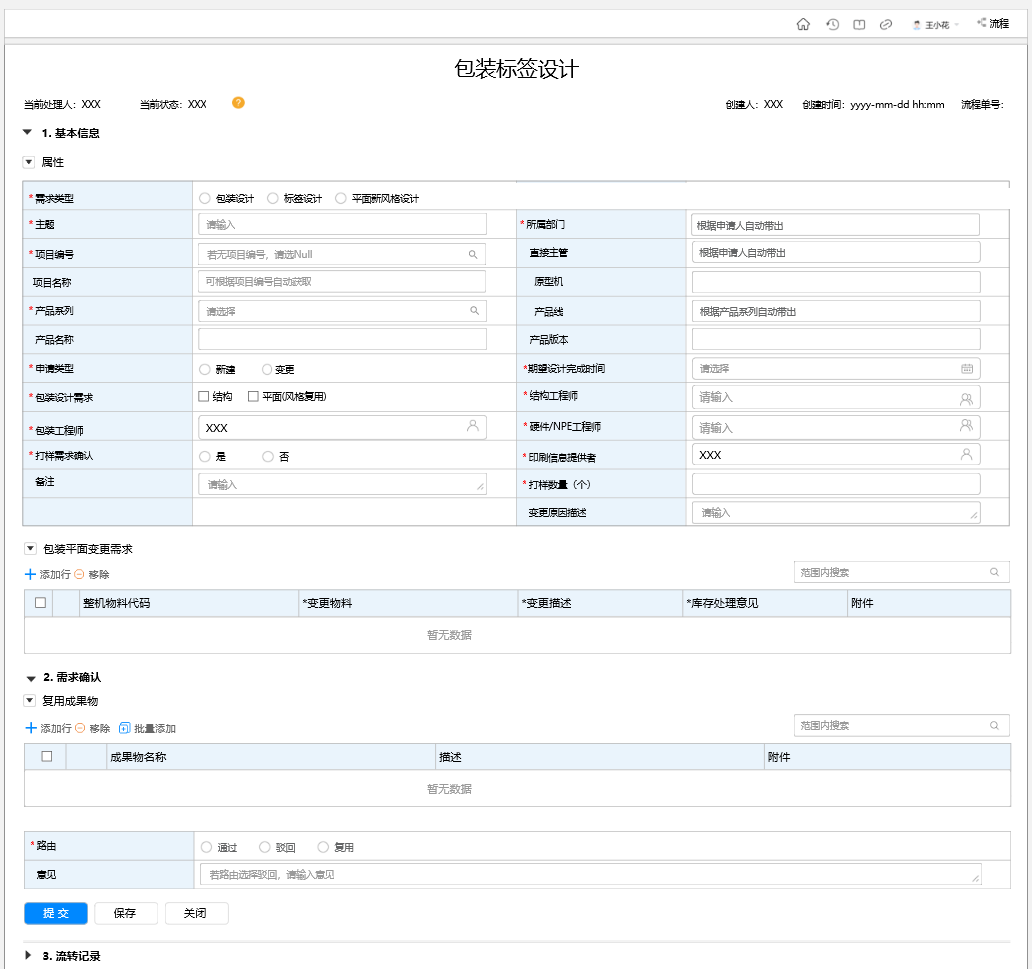 王小花 流程
包装标签设计
当前处理人：XXX 当前状态：XXX ? 创建人：XXX 创建时间：yyyy-mm-dd hh:mm 流程单号：
1. 基本信息
属性
*需求类型 包装设计 标签设计 平面新风格设计
*主题 请输入 *所属部门 根据申请人自动带出
*项目编号 若无项目编号，请选Null 直接主管 根据申请人自动带出
项目名称 可根据项目编号自动获取 原型机
*产品系列 请选择 产品线 根据产品系列自动带出
产品名称 产品版本
*申请类型 新建 变更 *期望设计完成时间 请选择
*包装设计需求 结构 平面(风格复用) *结构工程师 请输入
*包装工程师 XXX *硬件/NPE工程师 请输入
*打样需求确认 是 否 *印刷信息提供者 XXX
备注 请输入 *打样数量（个）
变更原因描述 请输入
包装平面变更需求
添加行 移除 范围内搜索
整机物料代码 *变更物料 *变更描述 *库存处理意见 附件
暂无数据
2. 需求确认
复用成果物
添加行 移除 批量添加 范围内搜索
成果物名称 描述 附件
暂无数据
*路由 通过 驳回 复用
意见 若路由选择驳回，请输入意见
提交 保存 关闭
3. 流转记录